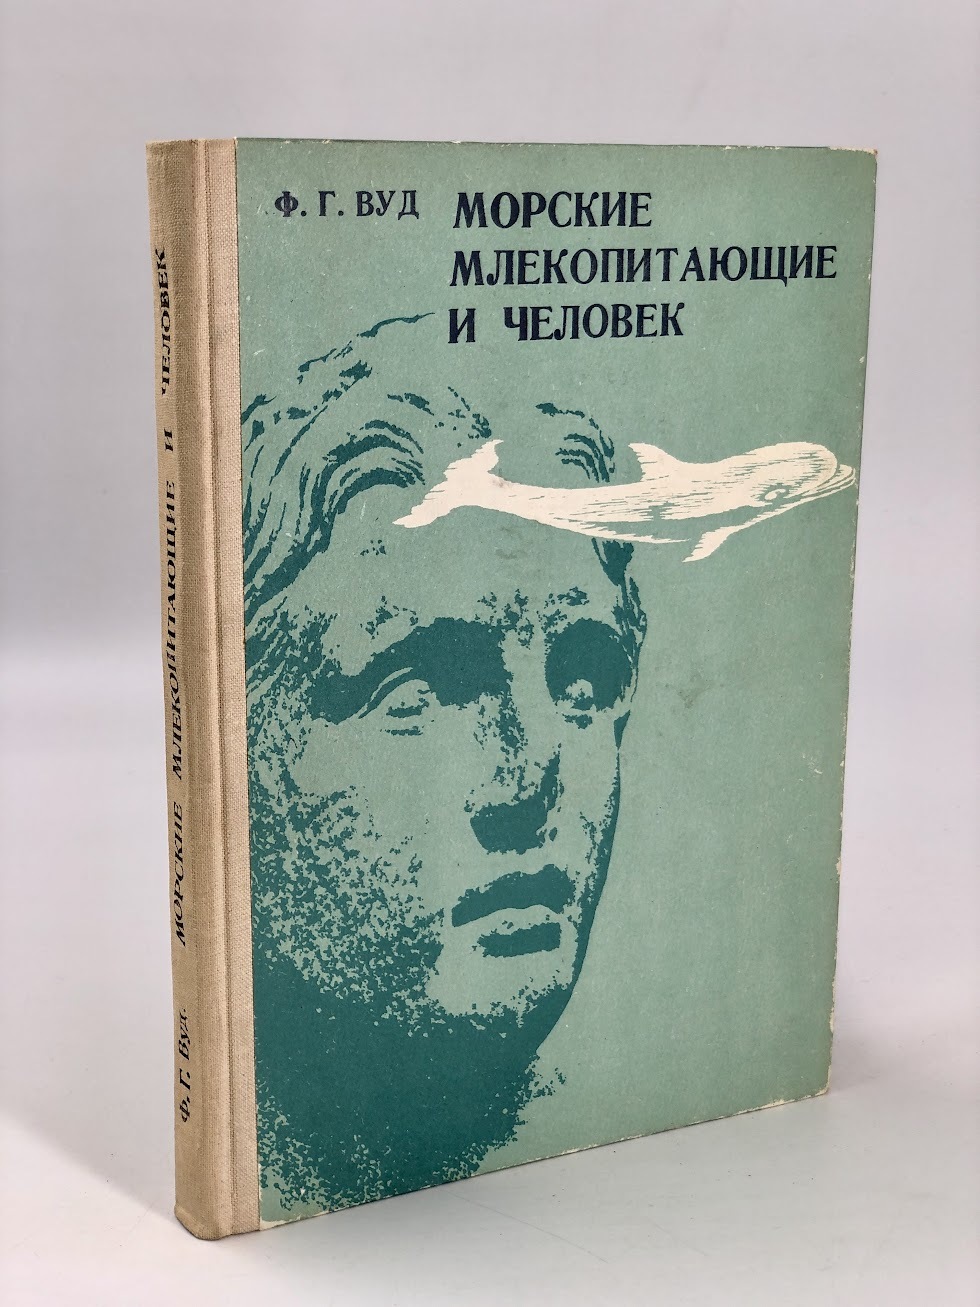 Ф. Г. ВУД
МОРСКИЕ
МЛЕКОПИТАЮЩИЕ
И ЧЕЛОВЕК
Ф. Г. Вуд. МОРСКИЕ МЛЕКОПИТАЮЩИЕ И ЧЕЛОВЕК